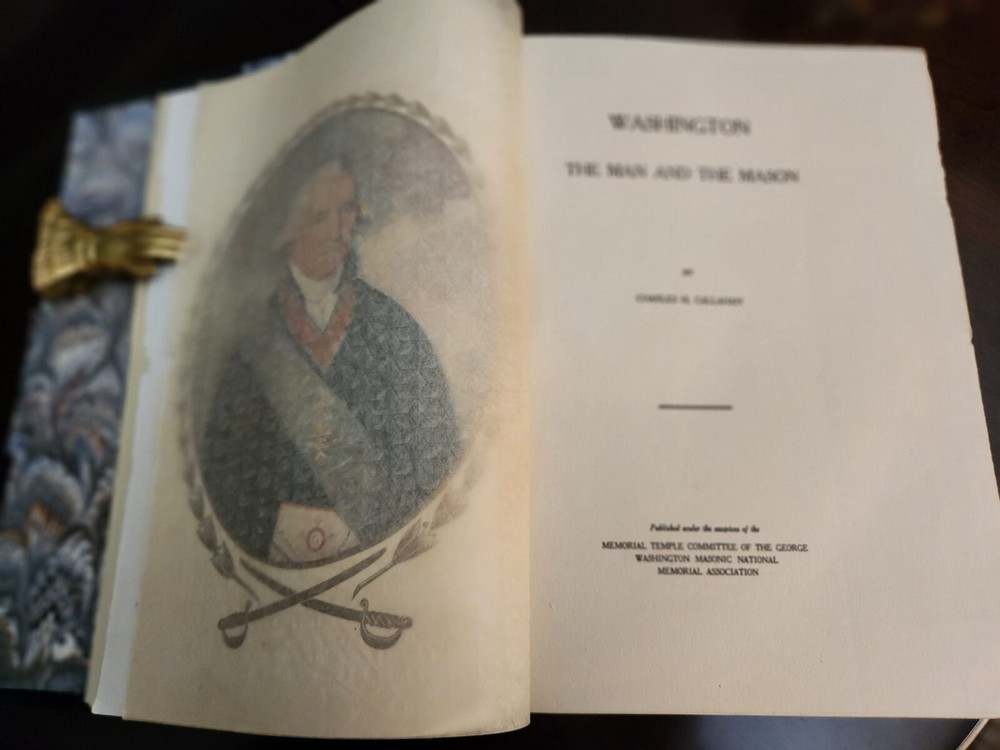 WASHINGTON
THE MAN AND THE MASON
BY
CHARLES H. CALLAHAN
Published under the auspices of the
MEMORIAL TEMPLE COMMITTEE OF THE GEORGE
WASHINGTON MASONIC NATIONAL
MEMORIAL ASSOCIATION